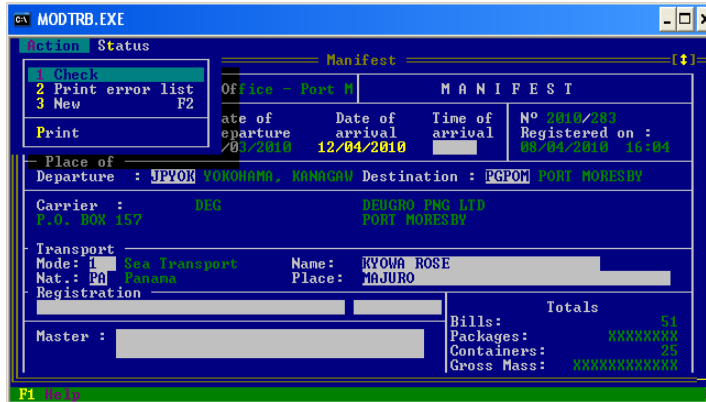 MODTRB.EXE
Action Status
Manifest
1 Check
2 Print error list
3 New F2
Print
Office - Port M
M A N I F E S T
ate of Date of Time of Nº 2010/283
eparture arrival arrival Registered on :
/03/2010 12/04/2010 08/04/2010 16:04
Place of
Departure : JPYOK YOKOHAMA, KANAGAW Destination : PGPOM PORT MORESBY
Carrier : DEG DEUGRO PNG LTD
P.O. BOX 157 PORT MORESBY
Transport
Mode: 1 Sea Transport Name: KYOWA ROSE
Nat.: PA Panama Place: MAJURO
Registration
Totals
Bills: 51
Master : Packages: XXXXXXXX
Containers: 25
Gross Mass: XXXXXXXXXXXX
F1 Help